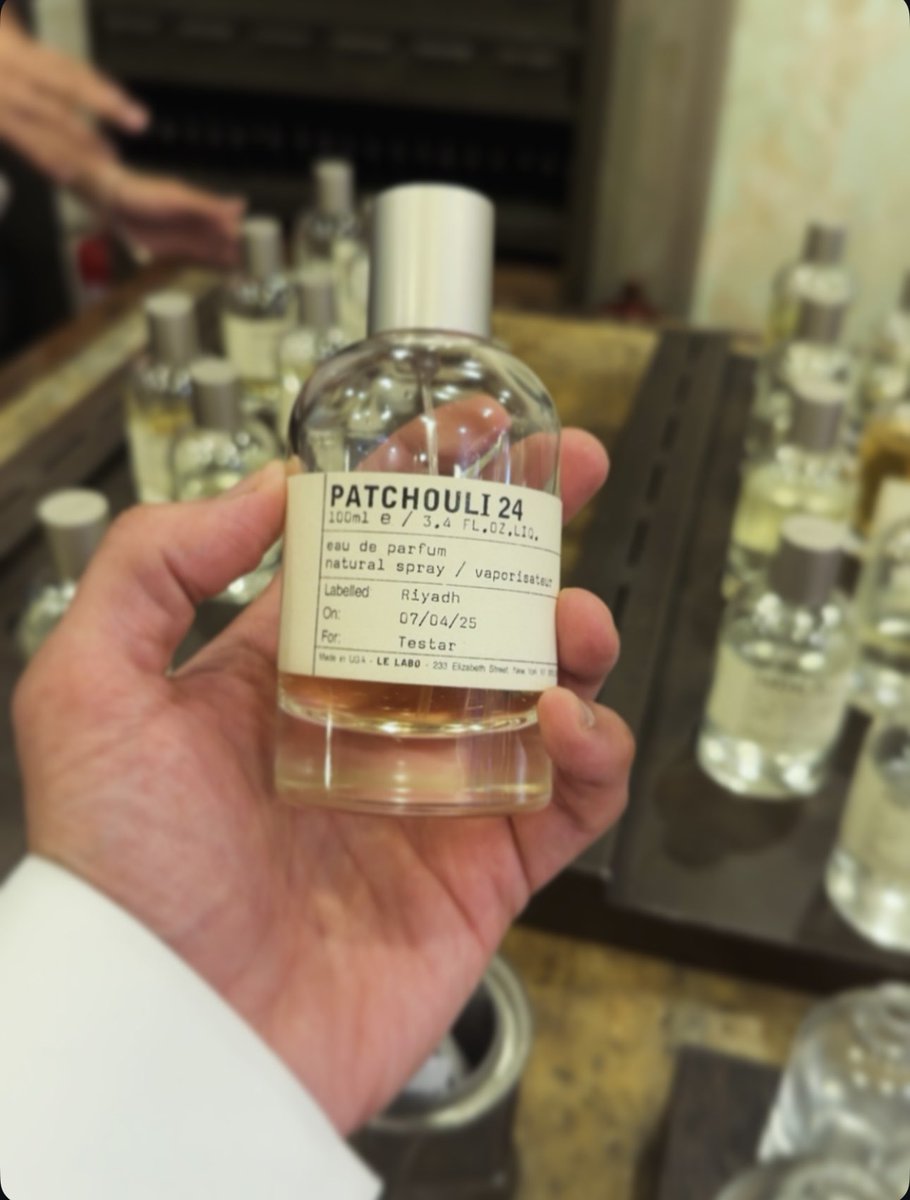 PATCHOULI 24
100ml e / 3.4 FL.OZ.LIQ.
eau de parfum
natural spray / vaporisateur
Labelled Riyadh
On: 07/04/25
For: Testar
Made in USA - LE LABO - 233 Elizabeth Street, New York